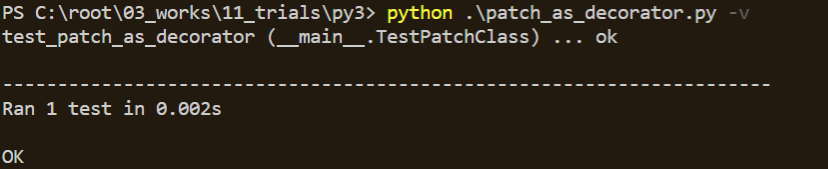 PS C:\root\03_works\11_trials\py3> python .\patch_as_decorator.py -v
test_patch_as_decorator (__main__.TestPatchClass) ... ok
----------------------------------------------------------------------
Ran 1 test in 0.002s
OK